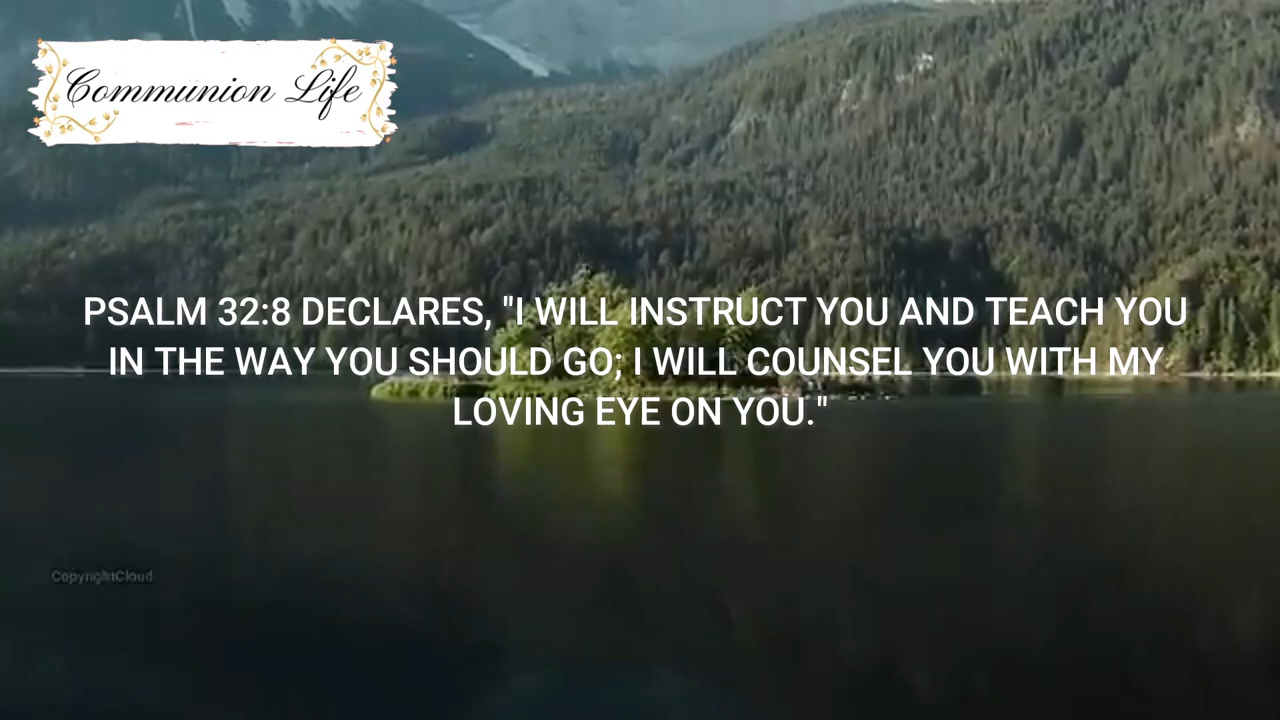 Communion Life
PSALM 32:8 DECLARES, "I WILL INSTRUCT YOU AND TEACH YOU
IN THE WAY YOU SHOULD GO; I WILL COUNSEL YOU WITH MY
LOVING EYE ON YOU."
CopyrightCloud